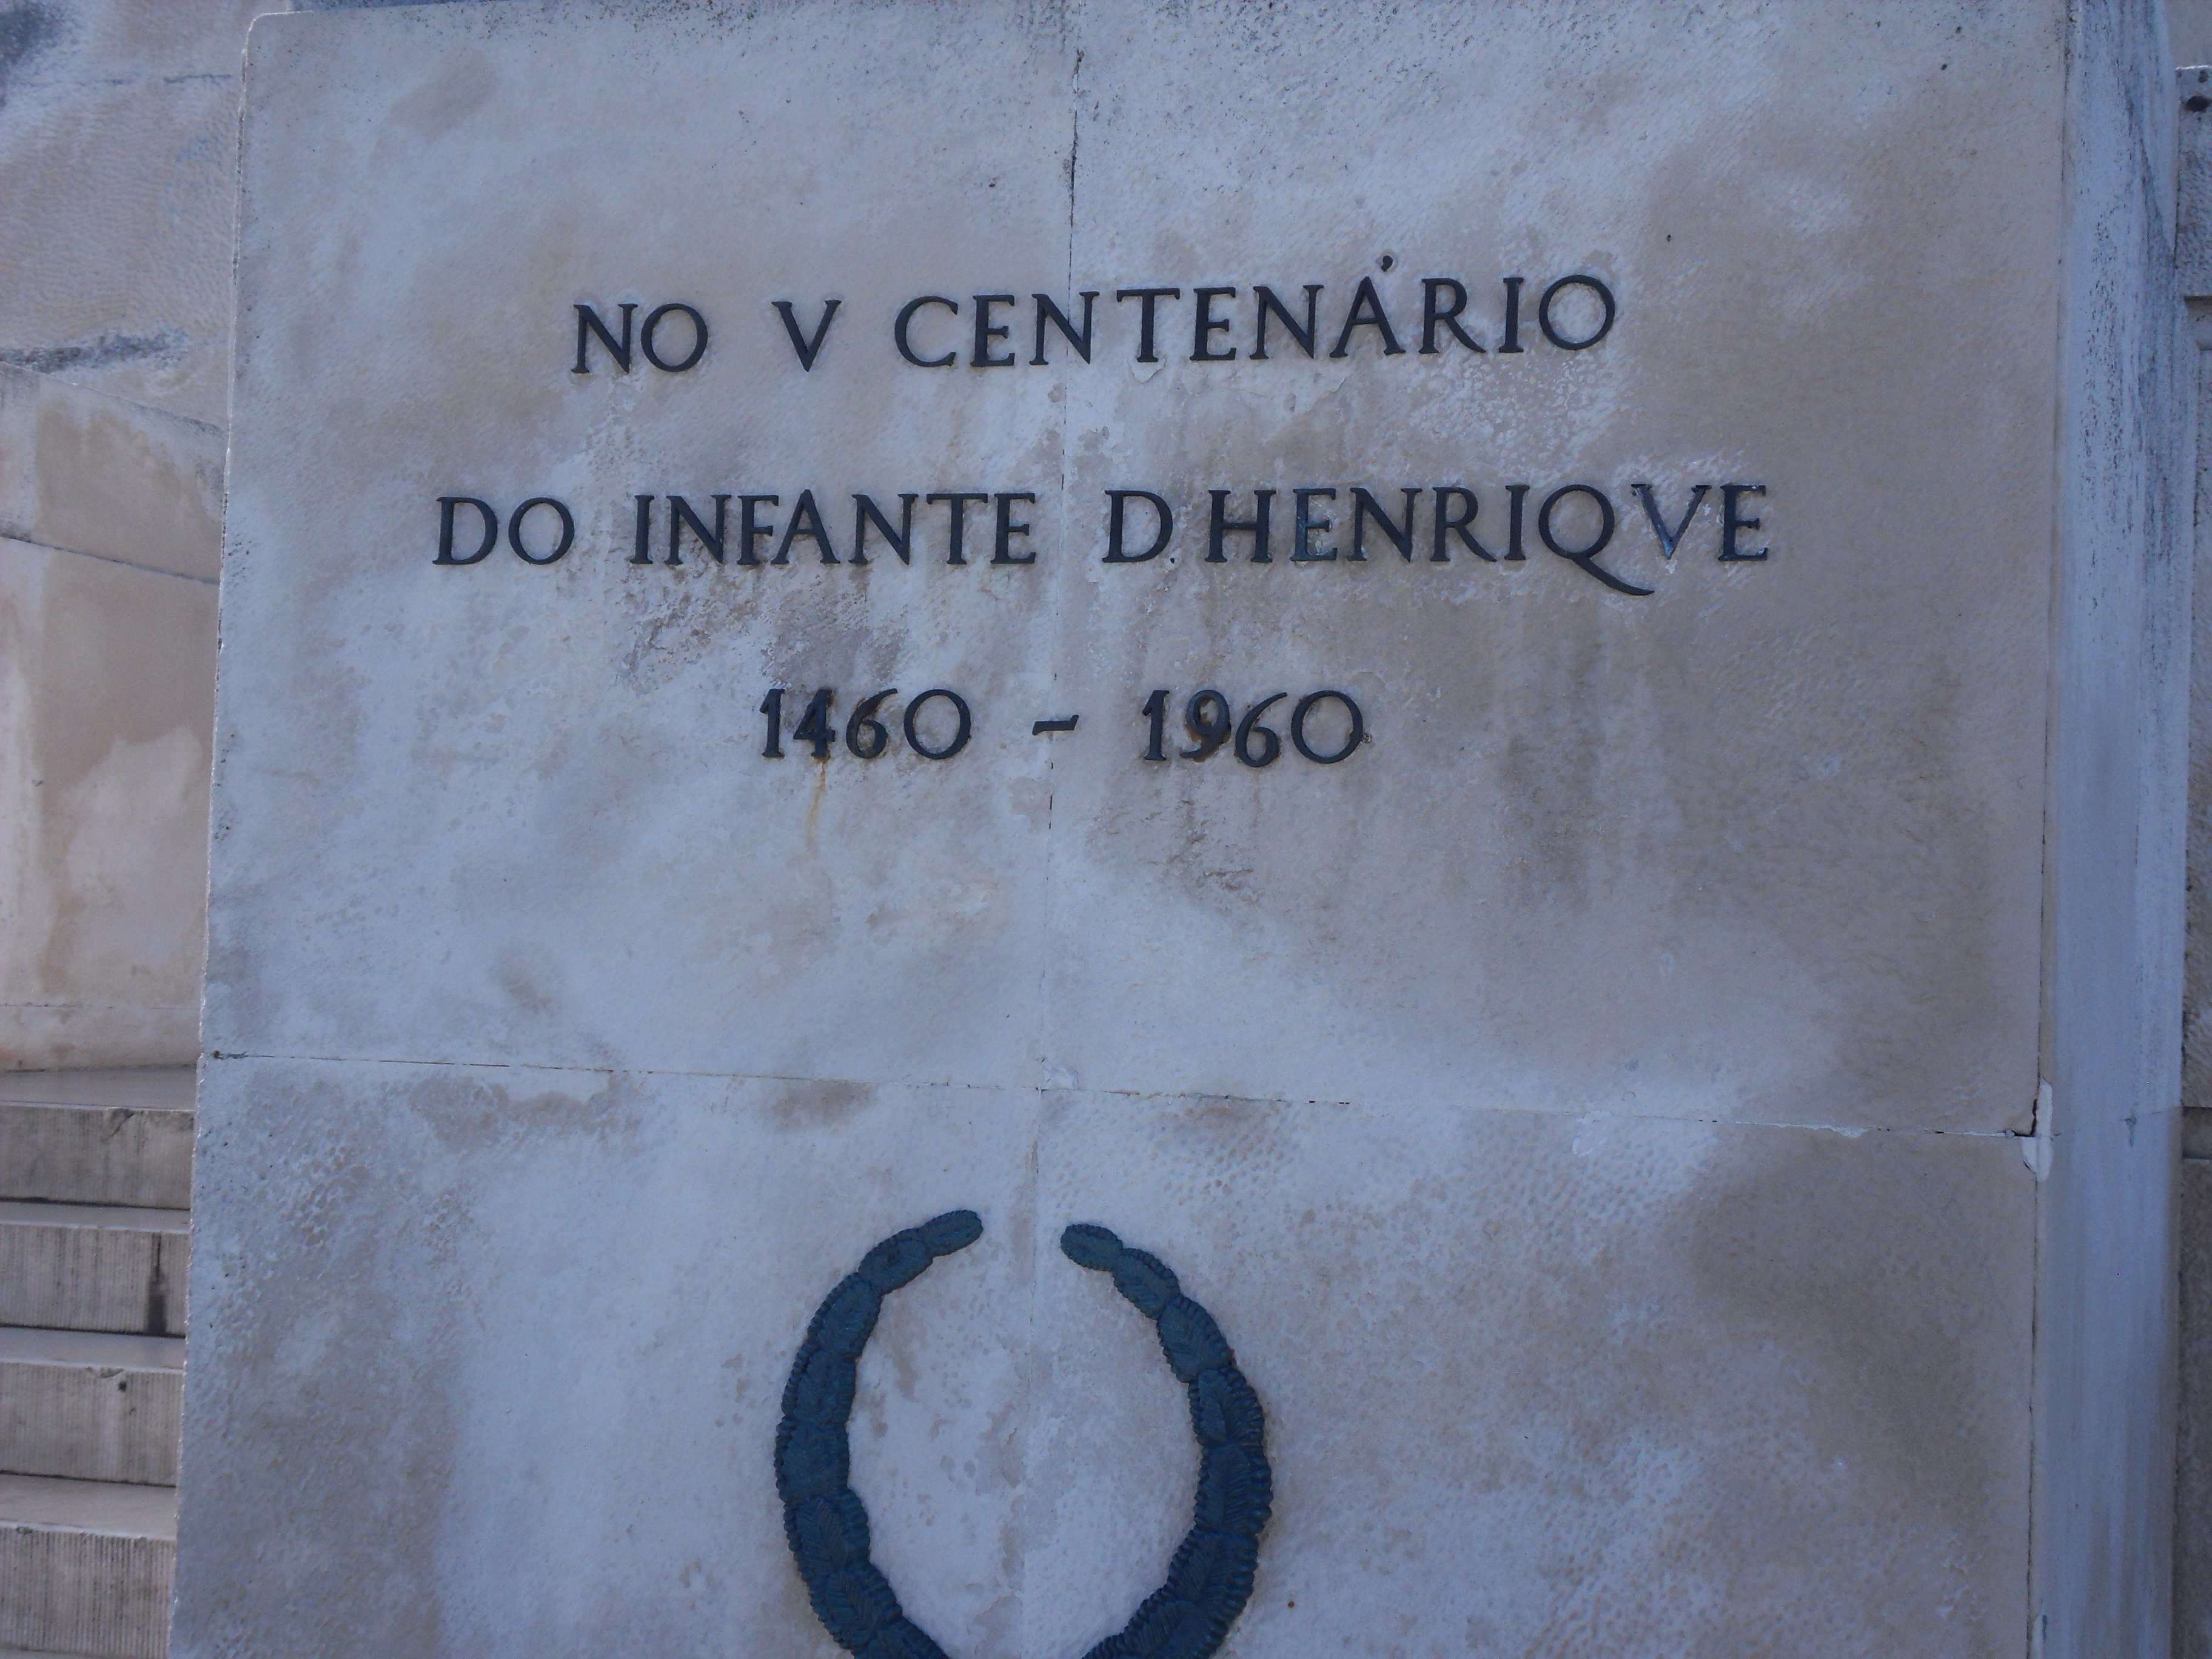 NO V CENTENÁRIO
DO INFANTE D. HENRIQVE
1460 - 1960